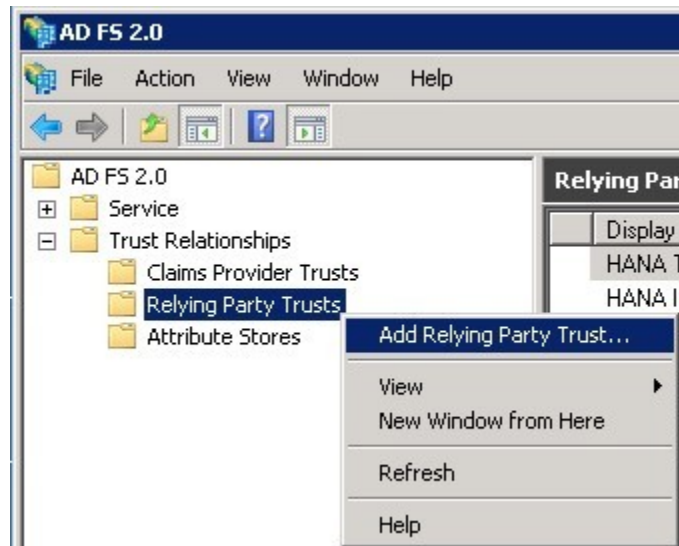 AD FS 2.0
File Action View Window Help
AD FS 2.0
Service
Trust Relationships
Claims Provider Trusts
Relying Party Trusts
Attribute Stores
Relying Par
Display
HANA T
HANA I
Add Relying Party Trust...
View
New Window from Here
Refresh
Help